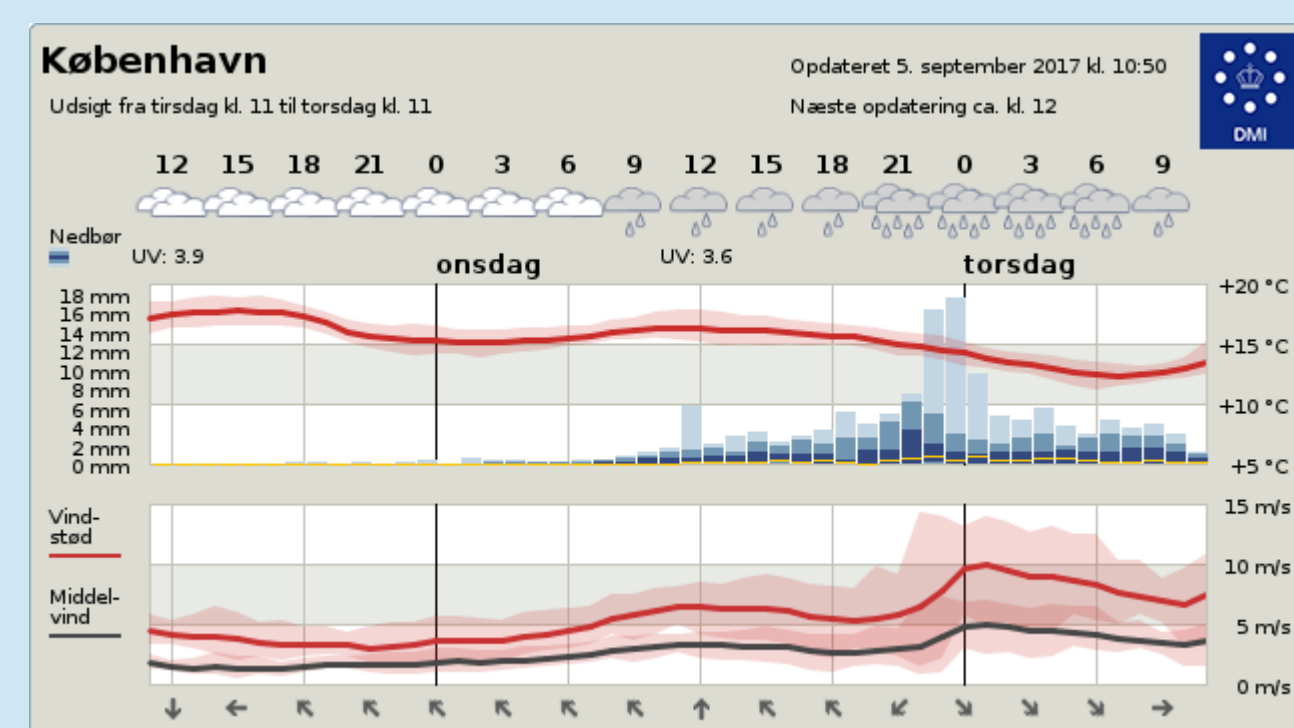 København
Opdateret 5. september 2017 kl. 10:50
Udsigt fra tirsdag kl. 11 til torsdag kl. 11
Næste opdatering ca. kl. 12
DMI
12 15 18 21 0 3 6 9 12 15 18 21 0 3 6 9
Nedbør
UV: 3.9
UV: 3.6
onsdag
torsdag
18 mm
16 mm
14 mm
12 mm
10 mm
8 mm
6 mm
4 mm
2 mm
0 mm
+20 °C
+15 °C
+10 °C
+5 °C
Vind-
stød
Middel-
vind
15 m/s
10 m/s
5 m/s
0 m/s